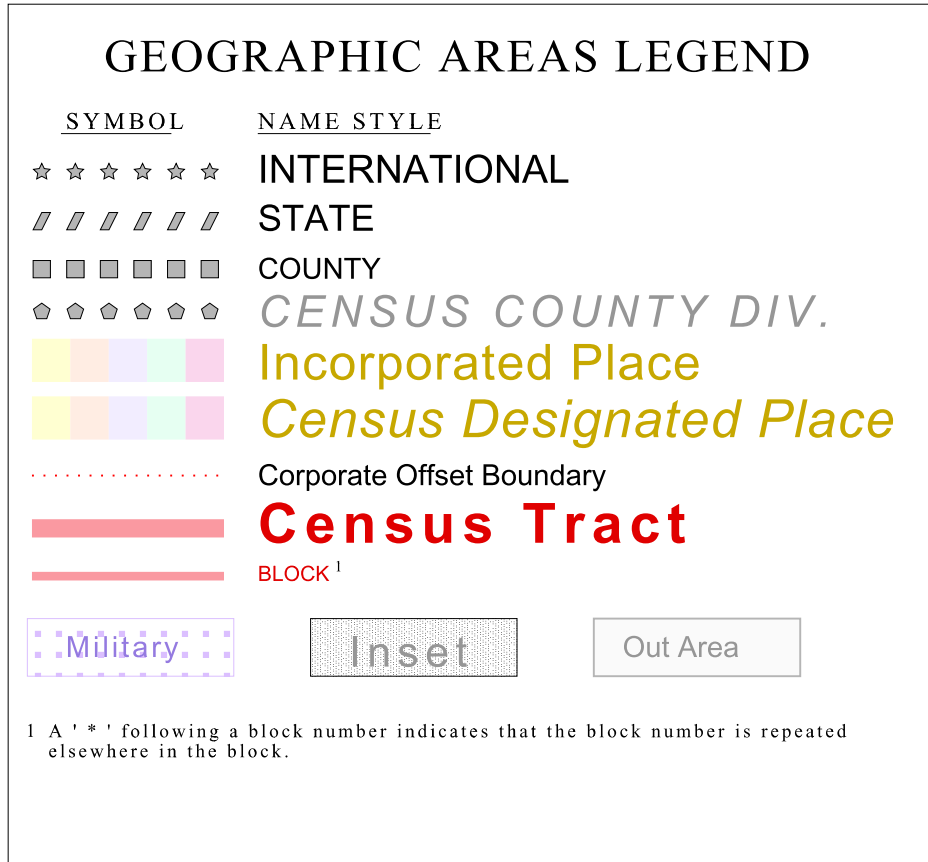 GEOGRAPHIC AREAS LEGEND
SYMBOL NAME STYLE
INTERNATIONAL
STATE
COUNTY
CENSUS COUNTY DIV.
Incorporated Place
Census Designated Place
Corporate Offset Boundary
Census Tract
BLOCK 1
Military Inset Out Area
1 A ' * ' following a block number indicates that the block number is repeated
elsewhere in the block.